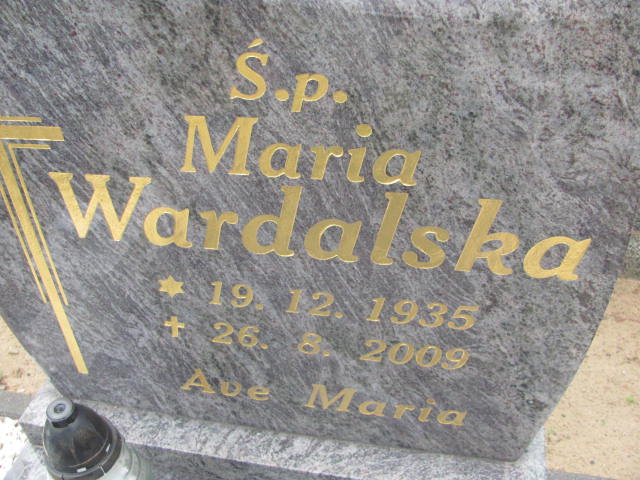 Ś.p.
Maria
Wardalska
19. 12. 1935
26. 8. 2009
Ave Maria